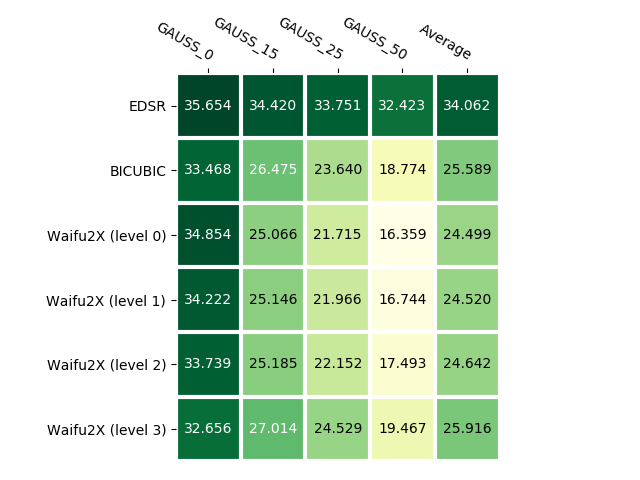 GAUSS_0 GAUSS_15 GAUSS_25 GAUSS_50 Average
EDSR 35.654 34.420 33.751 32.423 34.062
BICUBIC 33.468 26.475 23.640 18.774 25.589
Waifu2X (level 0) 34.854 25.066 21.715 16.359 24.499
Waifu2X (level 1) 34.222 25.146 21.966 16.744 24.520
Waifu2X (level 2) 33.739 25.185 22.152 17.493 24.642
Waifu2X (level 3) 32.656 27.014 24.529 19.467 25.916